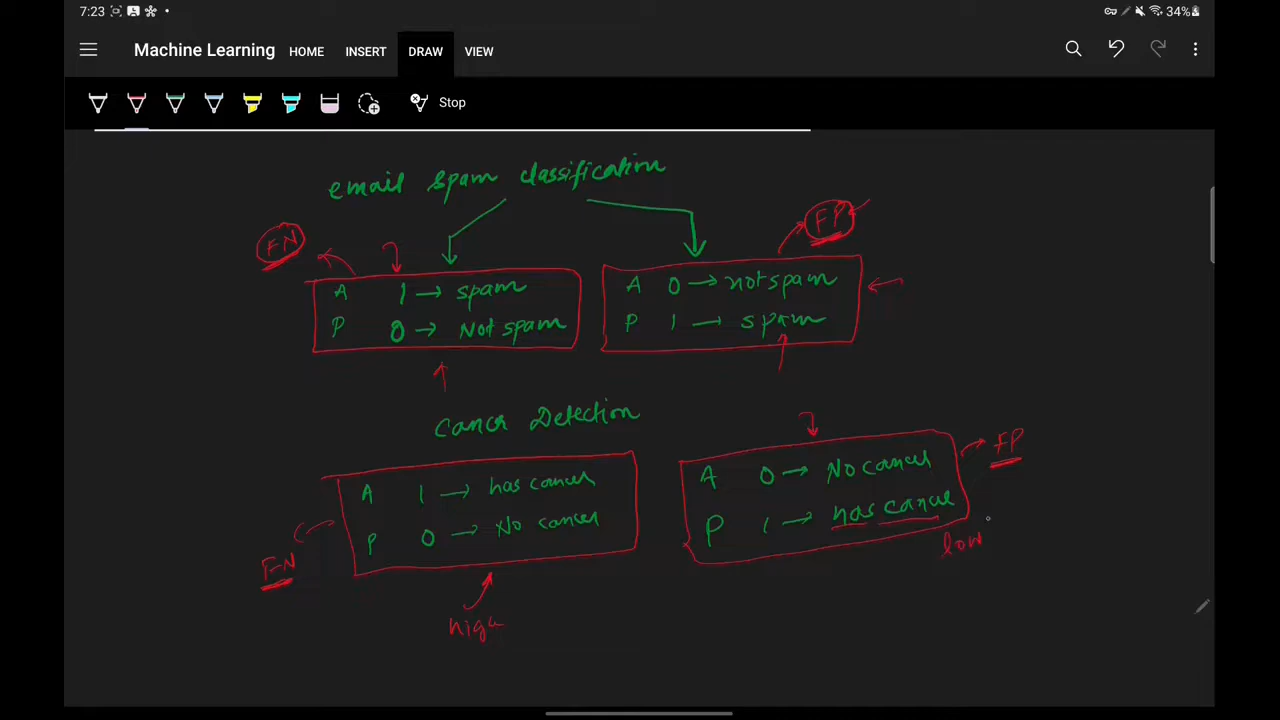 7:23
34%
Machine Learning HOME INSERT DRAW VIEW
Stop
email spam classification
FN
FP
A 1 → spam
P 0 → Not spam
A 0 → not spam
P 1 → spam
Cancer Detection
A 1 → has cancer
P 0 → No cancer
FN
high
A 0 → No cancer
P 1 → has cancer
FP
low